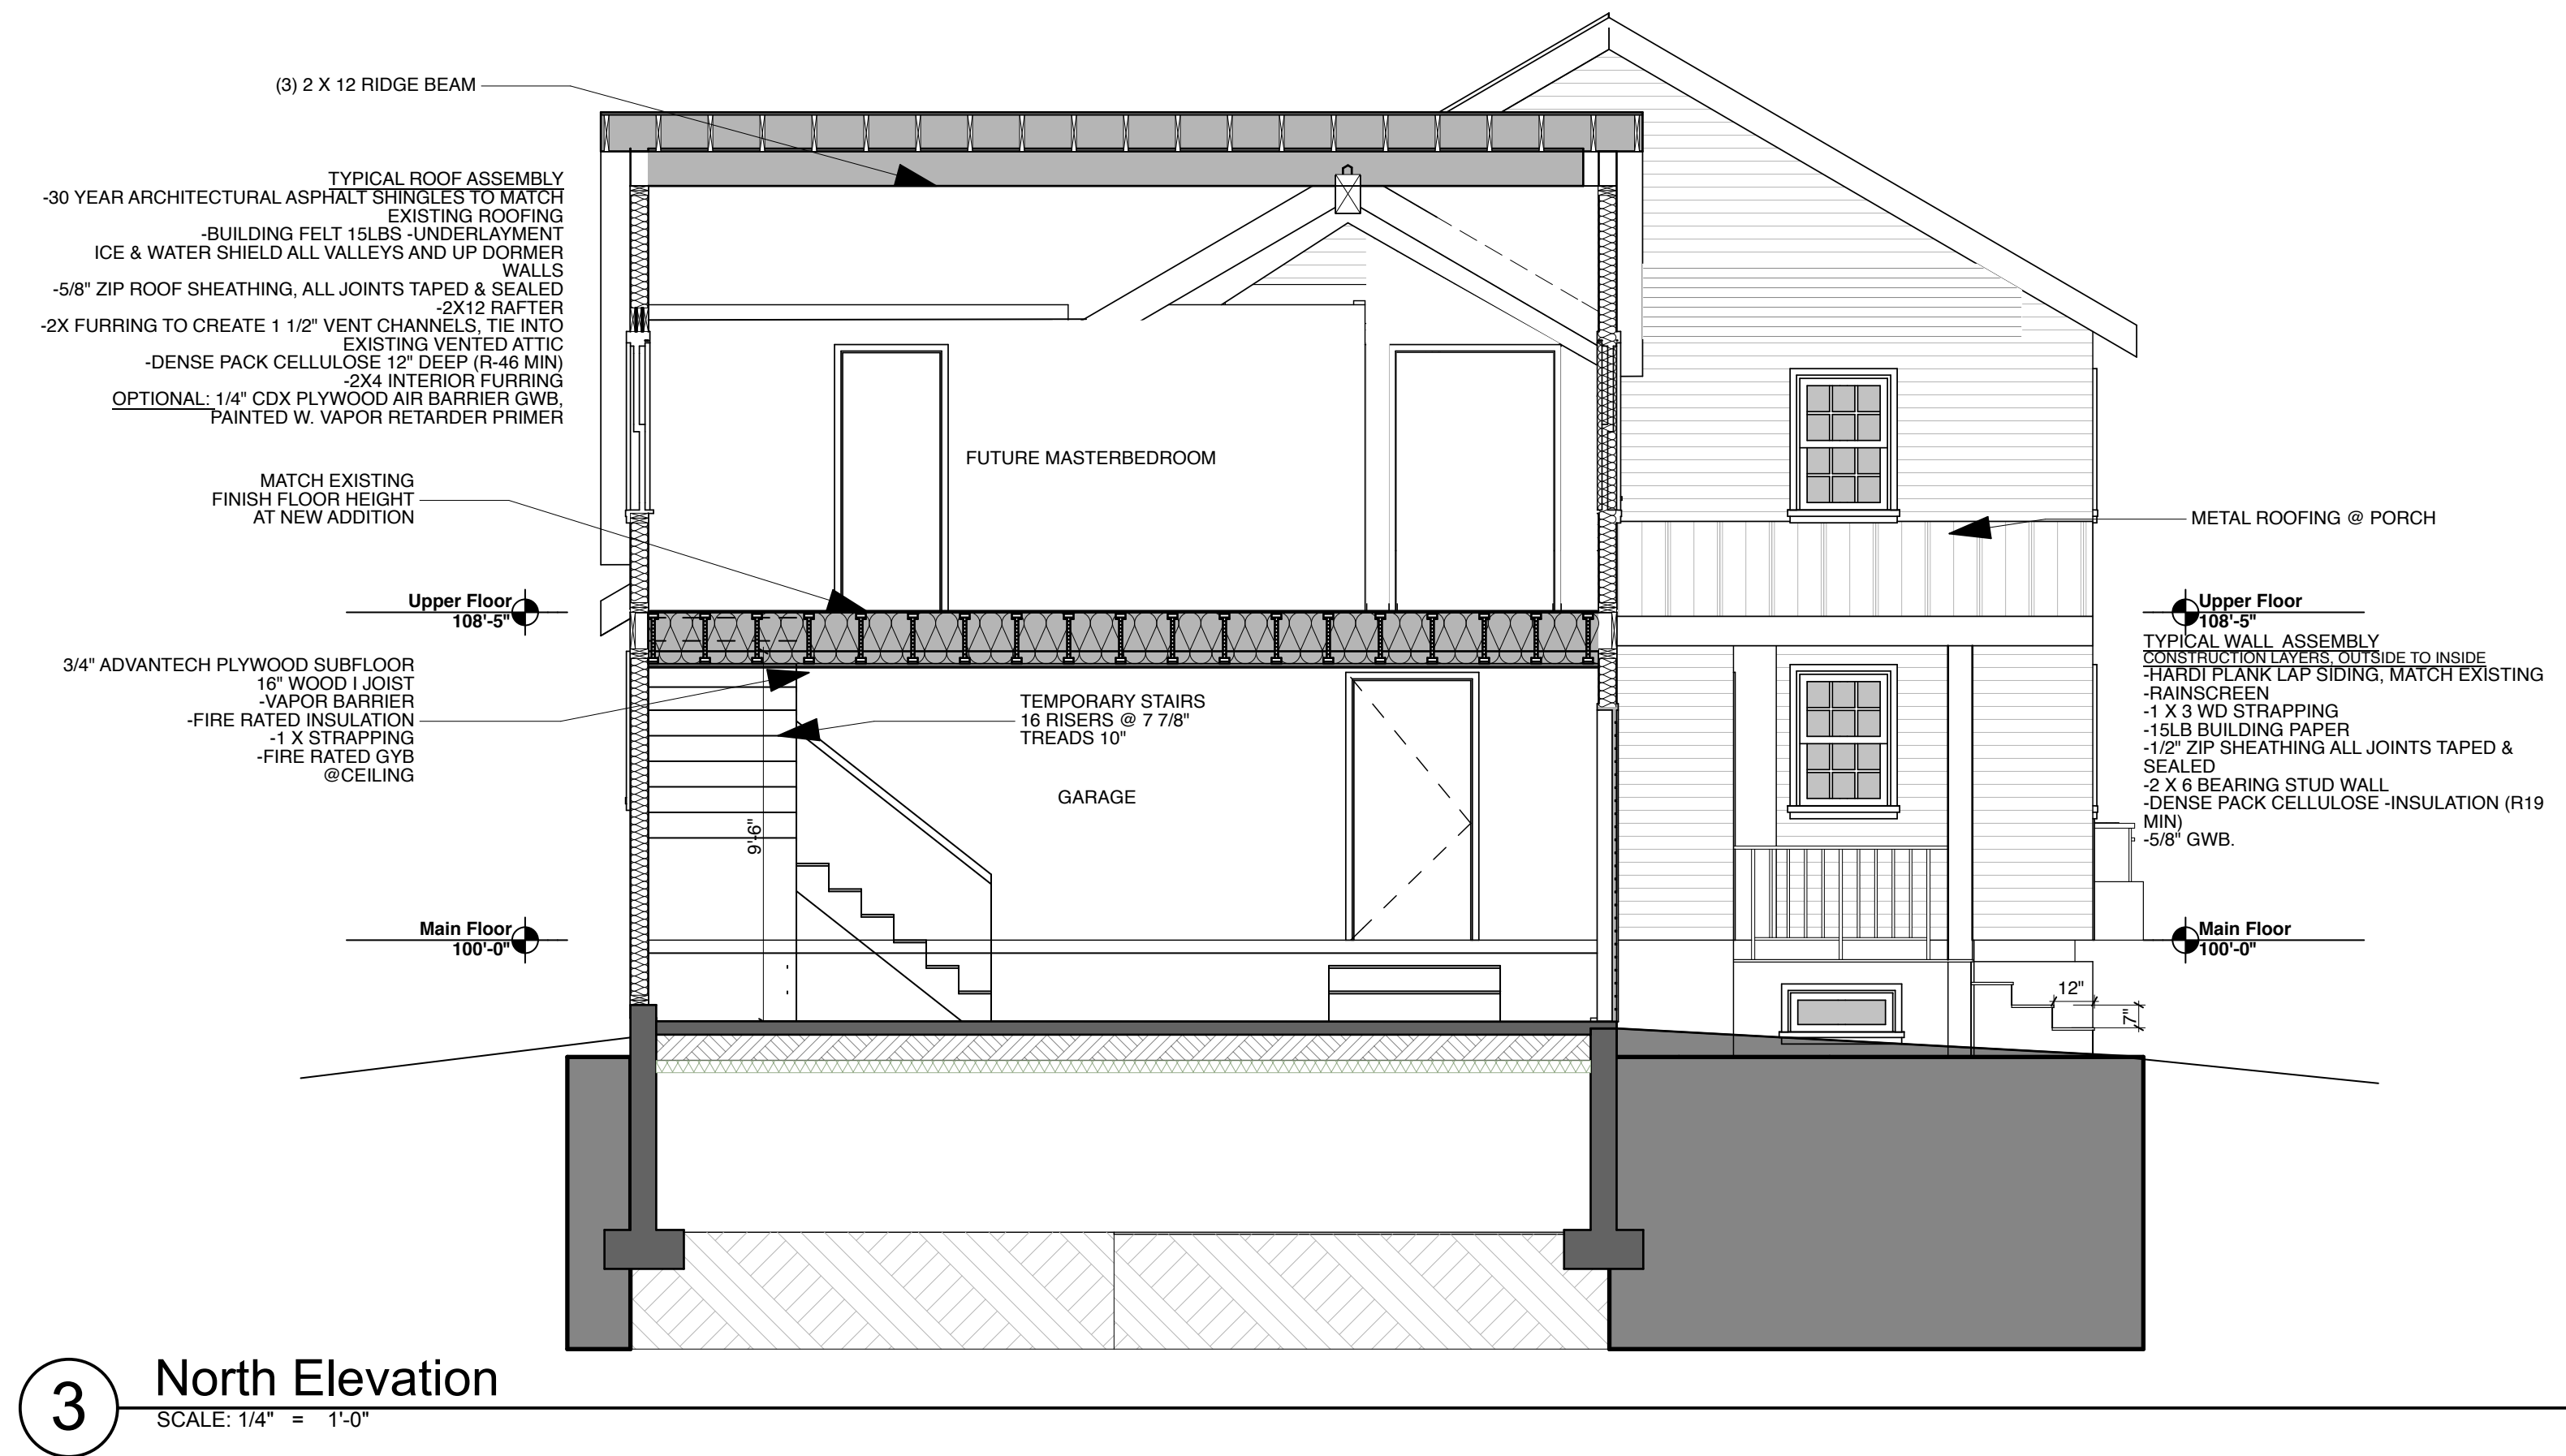 (3) 2 X 12 RIDGE BEAM
TYPICAL ROOF ASSEMBLY
-30 YEAR ARCHITECTURAL ASPHALT SHINGLES TO MATCH
EXISTING ROOFING
-BUILDING FELT 15LBS -UNDERLAYMENT
ICE & WATER SHIELD ALL VALLEYS AND UP DORMER
WALLS
-5/8" ZIP ROOF SHEATHING, ALL JOINTS TAPED & SEALED
-2X12 RAFTER
-2X FURRING TO CREATE 1 1/2" VENT CHANNELS, TIE INTO
EXISTING VENTED ATTIC
-DENSE PACK CELLULOSE 12" DEEP (R-46 MIN)
-2X4 INTERIOR FURRING
OPTIONAL: 1/4" CDX PLYWOOD AIR BARRIER GWB,
PAINTED W. VAPOR RETARDER PRIMER
MATCH EXISTING
FINISH FLOOR HEIGHT
AT NEW ADDITION
Upper Floor
108'-5"
3/4" ADVANTECH PLYWOOD SUBFLOOR
16" WOOD I JOIST
-VAPOR BARRIER
-FIRE RATED INSULATION
-1 X STRAPPING
-FIRE RATED GYB
@CEILING
Main Floor
100'-0"
FUTURE MASTERBEDROOM
TEMPORARY STAIRS
16 RISERS @ 7 7/8"
TREADS 10"
GARAGE
9'-6"
METAL ROOFING @ PORCH
Upper Floor
108'-5"
TYPICAL WALL ASSEMBLY
CONSTRUCTION LAYERS, OUTSIDE TO INSIDE
-HARDI PLANK LAP SIDING, MATCH EXISTING
-RAINSCREEN
-1 X 3 WD STRAPPING
-15LB BUILDING PAPER
-1/2" ZIP SHEATHING ALL JOINTS TAPED &
SEALED
-2 X 6 BEARING STUD WALL
-DENSE PACK CELLULOSE -INSULATION (R19
MIN)
-5/8" GWB.
Main Floor
100'-0"
12"
7"
3
North Elevation
SCALE: 1/4" = 1'-0"